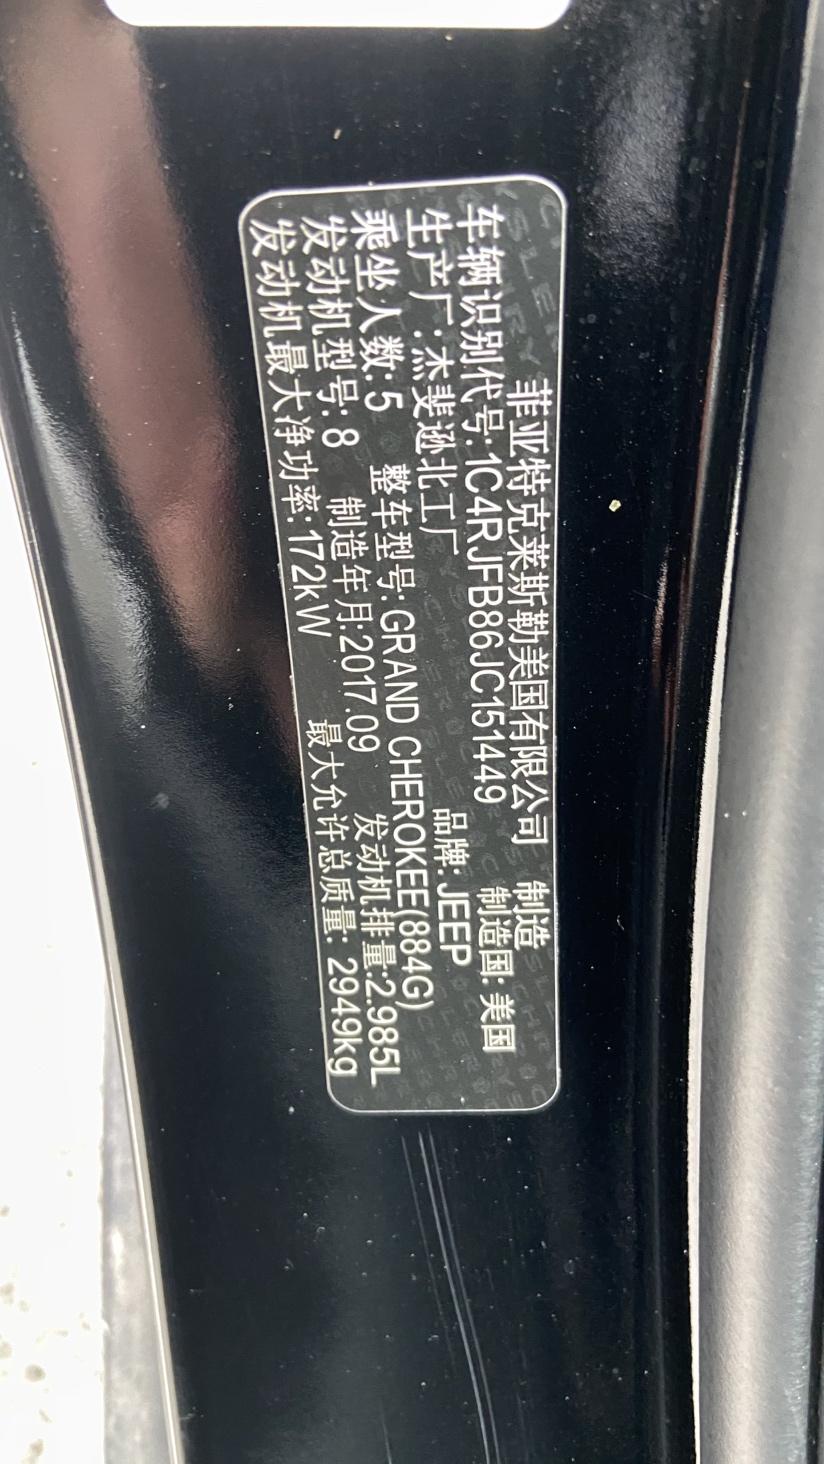 菲亚特克莱斯勒美国有限公司 制造
车辆识别代号:1C4RJFB86JC151449 制造国:美国
生产厂:杰斐逊北工厂 品牌:JEEP
乘坐人数:5 整车型号:GRAND CHEROKEE(884G)
发动机型号:8 制造年月:2017.09 发动机排量:2.985L
发动机最大净功率:172kW 最大允许总质量:2949kg